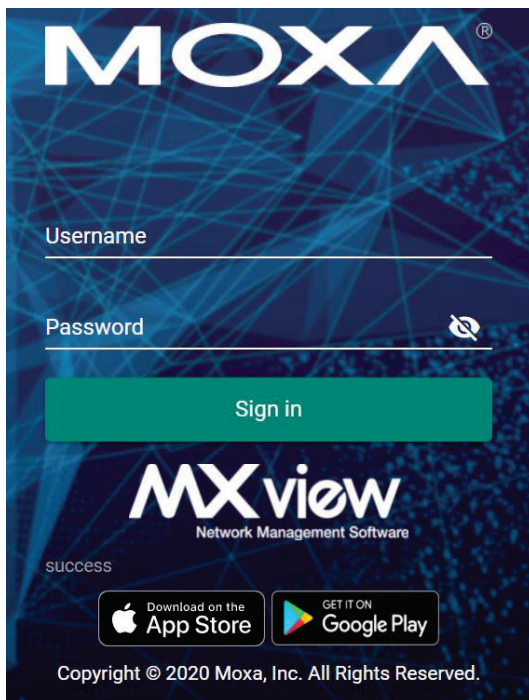 MOXA®
Username
Password
Sign in
MXview
Network Management Software
success
Download on the
App Store
GET IT ON
Google Play
Copyright © 2020 Moxa, Inc. All Rights Reserved.